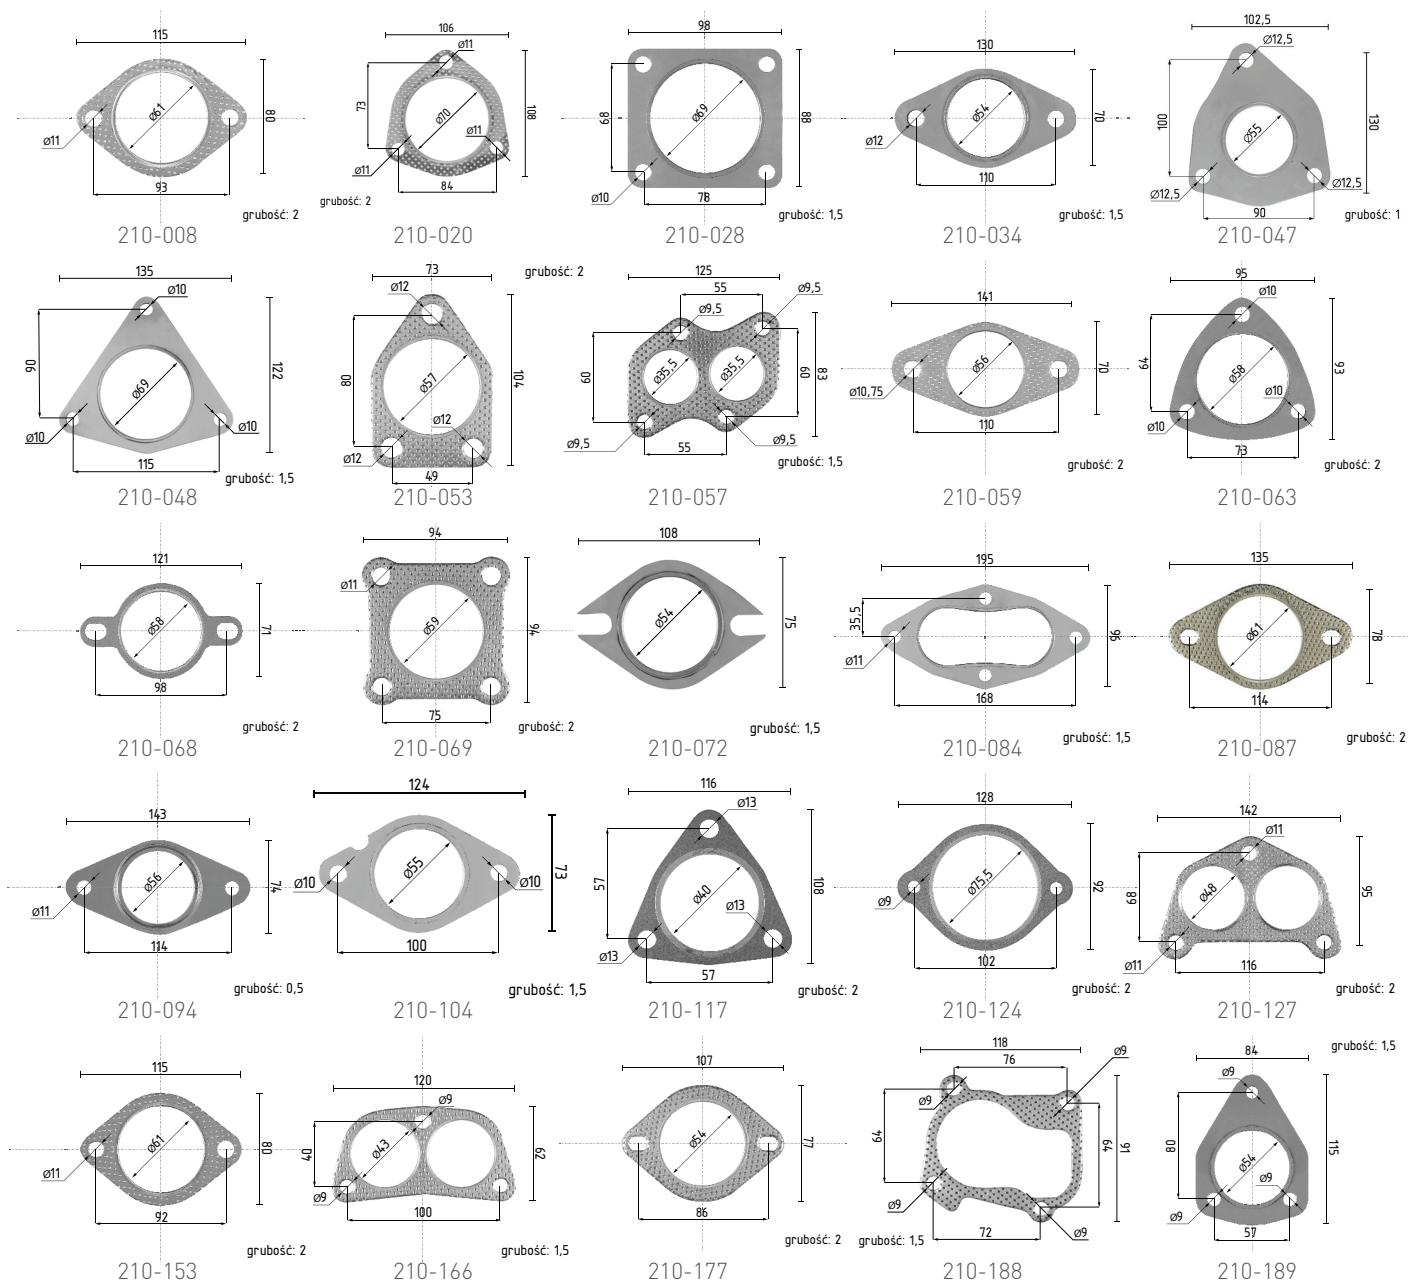 115
Ø61
80
Ø11
93
grubość: 2
210-008
106
Ø11
73
Ø70
108
Ø11
Ø11
84
grubość: 2
210-020
98
68
Ø69
88
Ø10
78
grubość: 1,5
210-028
130
Ø54
70
Ø12
110
grubość: 1,5
210-034
102,5
Ø12,5
100
Ø55
130
Ø12,5
Ø12,5
90
grubość: 1
210-047
135
Ø10
90
Ø69
122
Ø10
Ø10
115
grubość: 1,5
210-048
73
grubość: 2
Ø12
80
Ø57
104
Ø12
Ø12
49
210-053
125
55
Ø9,5
Ø9,5
60
Ø35,5
Ø35,5
60
83
Ø9,5
Ø9,5
55
grubość: 1,5
210-057
141
Ø56
70
Ø10,75
110
grubość: 2
210-059
95
Ø10
64
Ø58
93
Ø10
Ø10
73
grubość: 2
210-063
121
Ø58
71
98
grubość: 2
210-068
94
Ø11
Ø59
94
75
grubość: 2
210-069
108
Ø54
75
grubość: 1,5
210-072
195
35,5
96
Ø11
168
grubość: 1,5
210-084
135
Ø61
78
114
grubość: 2
210-087
143
Ø56
74
Ø11
114
grubość: 0,5
210-094
124
Ø55
73
Ø10
Ø10
100
grubość: 1,5
210-104
116
Ø13
57
Ø40
108
Ø13
Ø13
57
grubość: 2
210-117
128
Ø75,5
92
Ø9
102
grubość: 2
210-124
142
Ø11
68
Ø48
95
Ø11
116
grubość: 2
210-127
115
Ø61
80
Ø11
92
grubość: 2
210-153
120
Ø9
40
Ø43
62
Ø9
100
grubość: 1,5
210-166
107
Ø54
77
86
grubość: 2
210-177
118
76
Ø9
Ø9
64
64
91
Ø9
Ø9
72
grubość: 1,5
210-188
grubość: 1,5
84
Ø9
80
Ø54
115
Ø9
Ø9
57
210-189